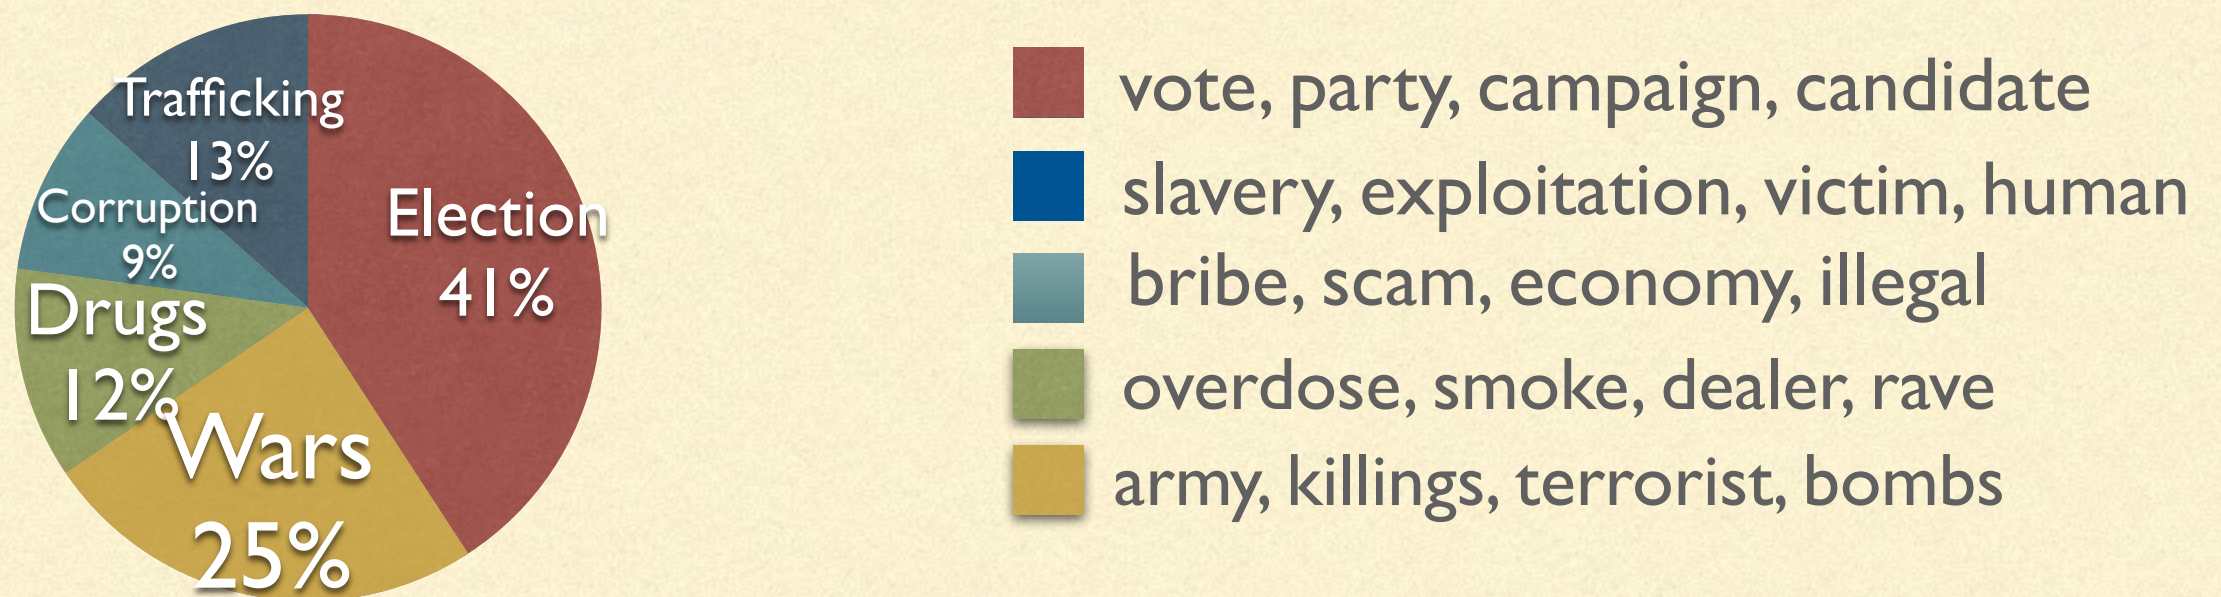 Trafficking
13%
Corruption
9%
Drugs
12%
Wars
25%
Election
41%
vote, party, campaign, candidate
slavery, exploitation, victim, human
bribe, scam, economy, illegal
overdose, smoke, dealer, rave
army, killings, terrorist, bombs